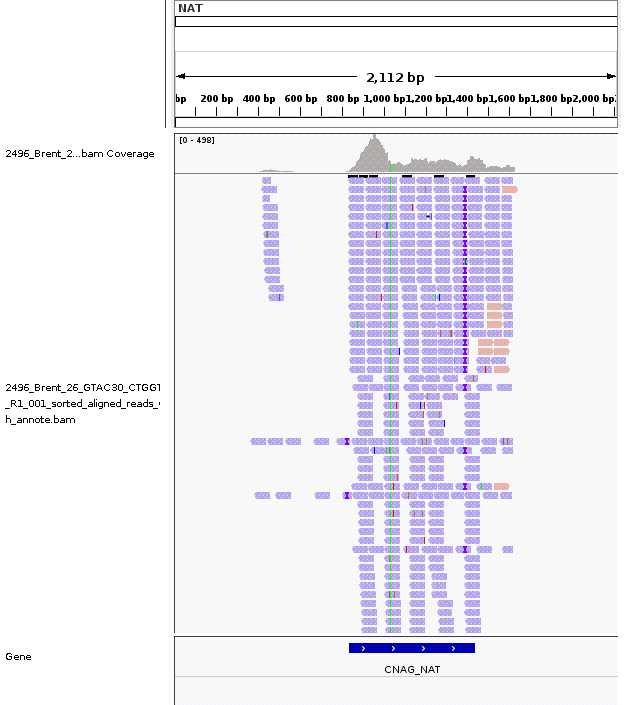 NAT
2,112 bp
bp 200 bp 400 bp 600 bp 800 bp 1,000 bp 1,200 bp 1,400 bp 1,600 bp 1,800 bp 2,000 bp
[0 - 498]
2496_Brent_2...bam Coverage
2496_Brent_26_GTAC30_CTGGT
_R1_001_sorted_aligned_reads_
h_annote.bam
Gene
CNAG_NAT